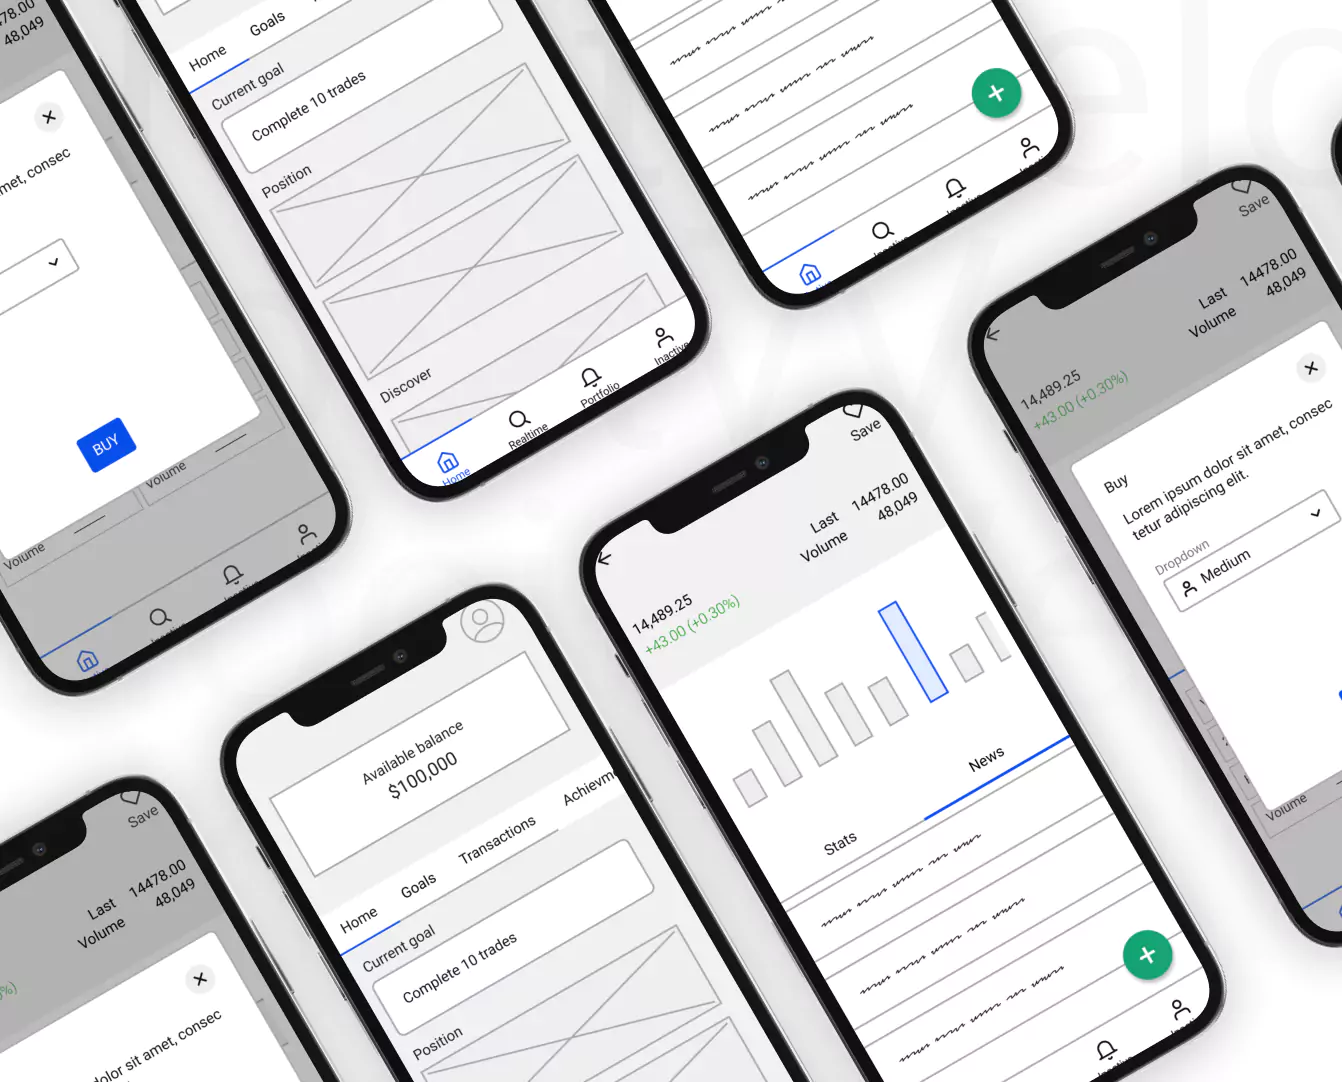 14478.00
48,049
met, consec
BUY
Volume
Volume
Home
Goals
Current goal
Complete 10 trades
Position
Discover
Home
Realtime
Portfolio
Inactive
Save
Last 14478.00
Volume 48,049
14,489.25
+43.00 (+0.30%)
Buy
Lorem ipsum dolor sit amet, consec
tetur adipiscing elit.
Dropdown
Medium
Volume
Save
Last 14478.00
Volume 48,049
14,489.25
+43.00 (+0.30%)
Stats
News
Available balance
$100,000
Home
Goals
Transactions
Achievm
Current goal
Complete 10 trades
Position
Save
Last 14478.00
Volume 48,049
%)
dolor sit amet, consec